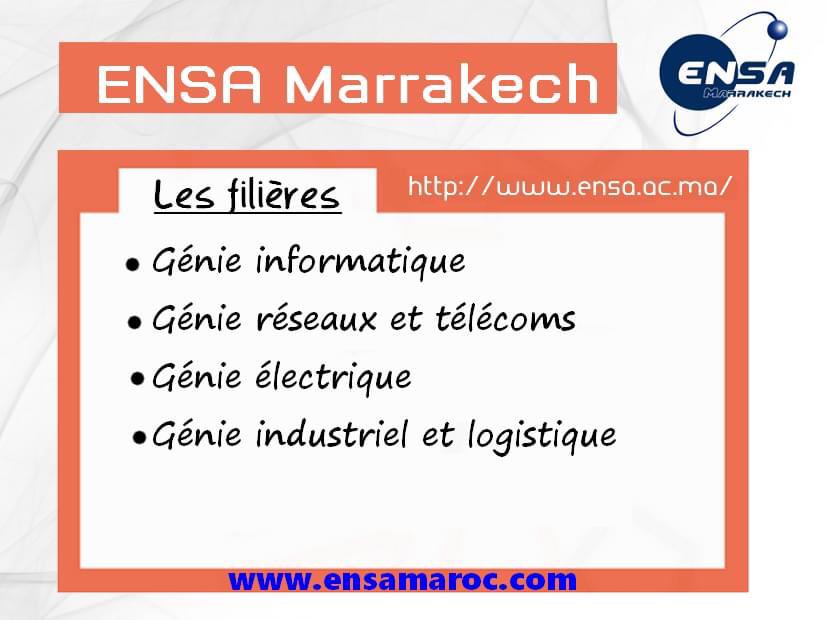 ENSA Marrakech
ENSA
MARRAKECH
Les filières
http://www.ensa.ac.ma/
• Génie informatique
• Génie réseaux et télécoms
• Génie électrique
• Génie industriel et logistique
www.ensamaroc.com